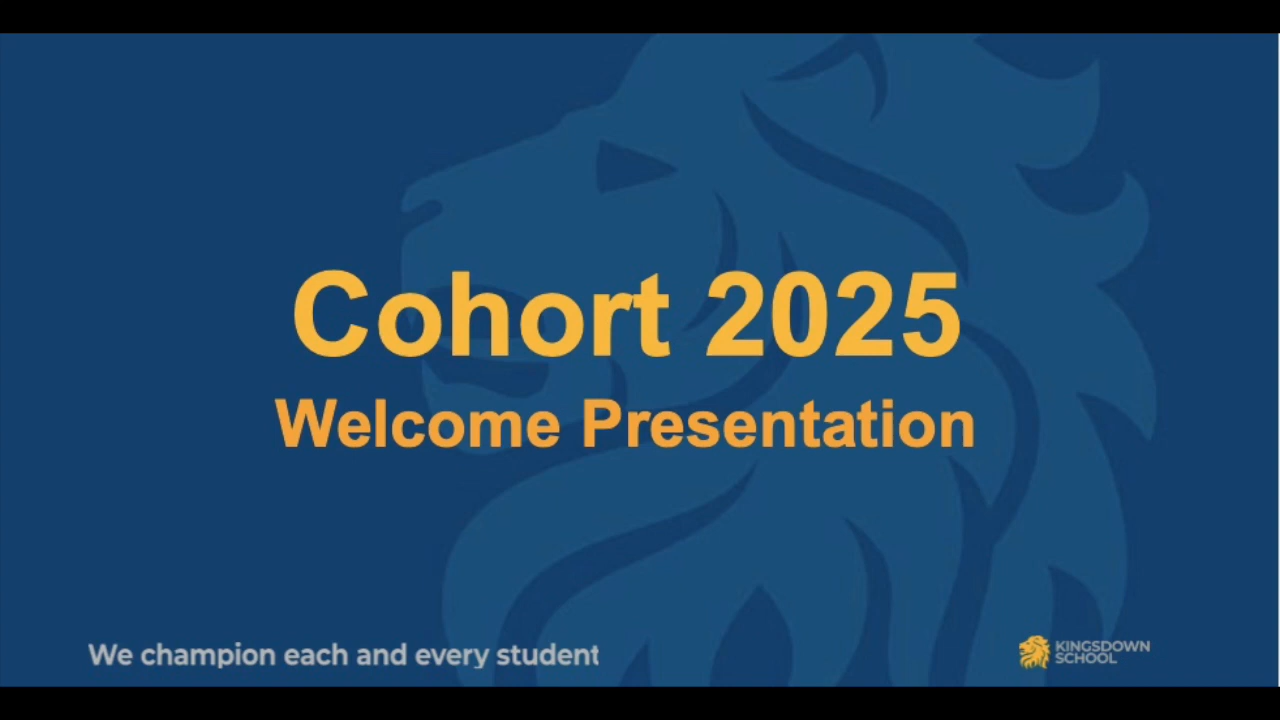 Cohort 2025
Welcome Presentation
We champion each and every student
KINGSDOWN
SCHOOL